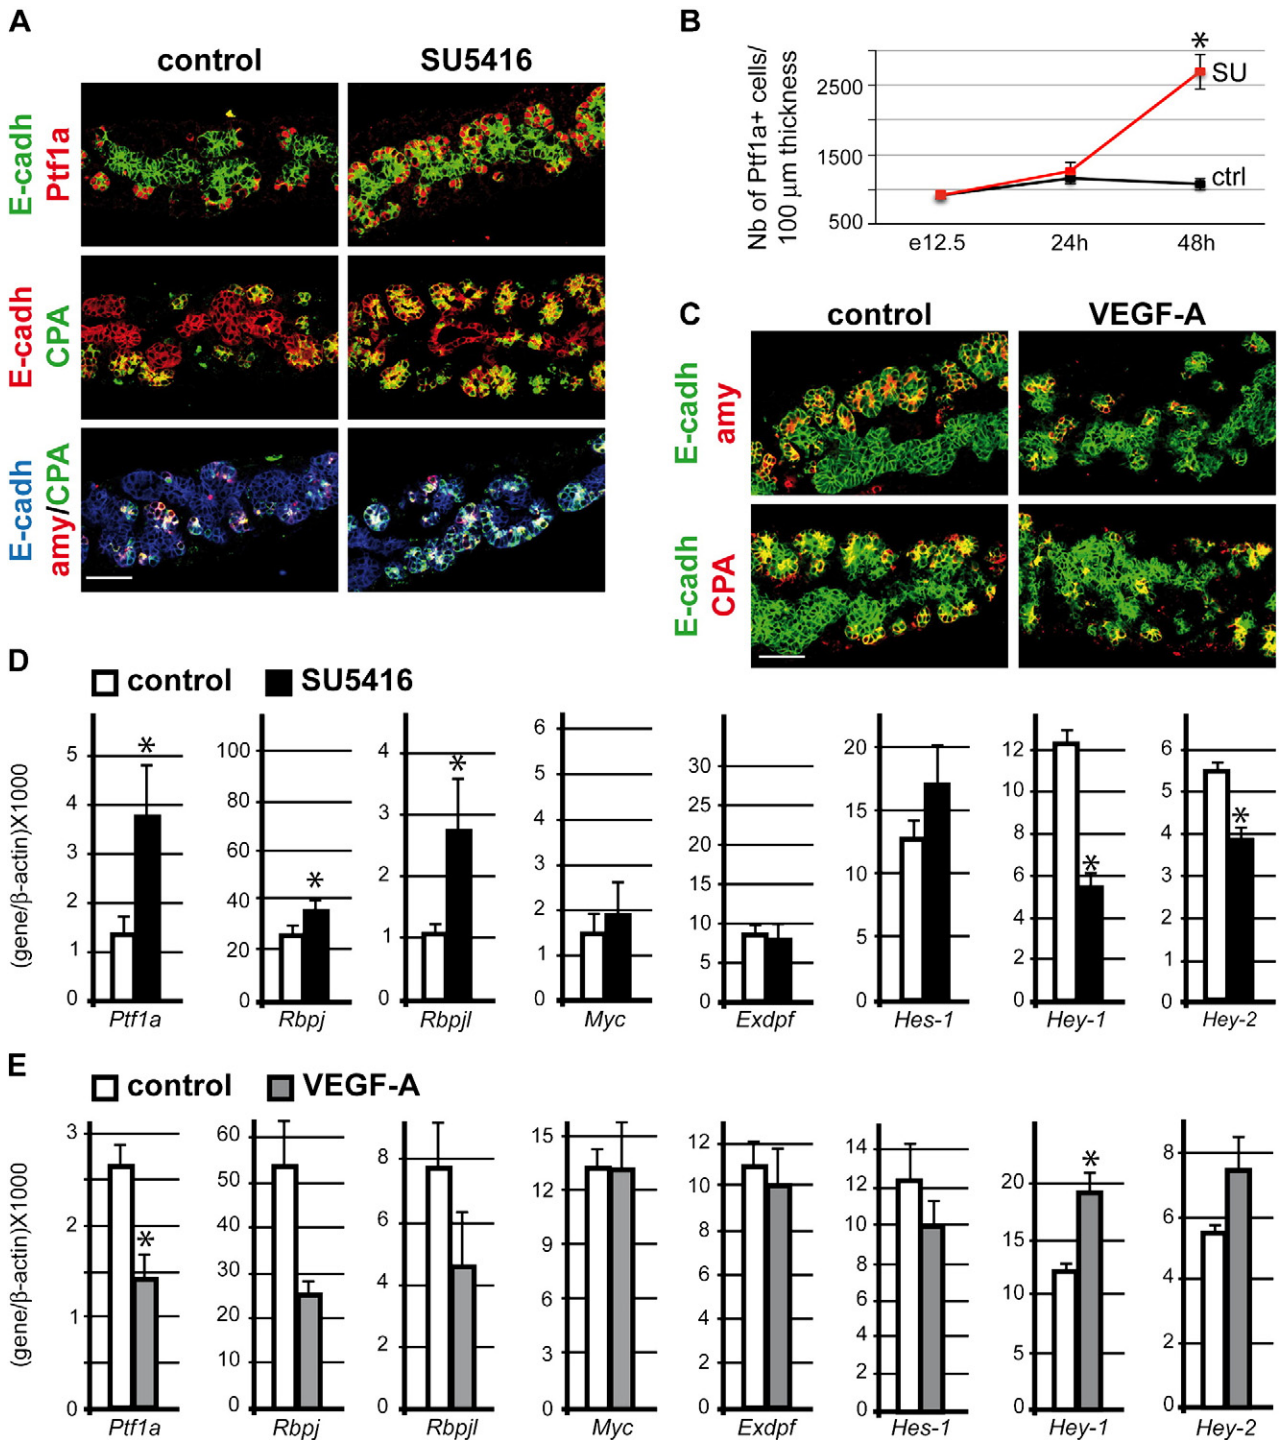 A
control
SU5416
E-cadh
Ptf1a
E-cadh
CPA
E-cadh
amy/CPA
B
Nb of Ptf1a+ cells/
100 µm thickness
2500
1500
500
*
SU
ctrl
e12.5
24h
48h
C
control
VEGF-A
E-cadh
amy
E-cadh
CPA
D
control
SU5416
(gene/β-actin)X1000
5
4
3
2
1
0
*
Ptf1a
100
80
60
40
20
0
*
Rbpj
4
3
2
1
0
*
Rbpjl
6
5
4
3
2
1
0
Myc
30
25
20
15
10
5
0
Exdpf
20
15
10
5
0
Hes-1
12
10
8
6
4
2
0
*
Hey-1
6
5
4
3
2
1
0
*
Hey-2
E
control
VEGF-A
(gene/β-actin)X1000
3
2
1
0
*
Ptf1a
60
50
40
30
20
10
0
Rbpj
8
6
4
2
0
Rbpjl
15
12
9
6
3
0
Myc
12
10
8
6
4
2
0
Exdpf
14
12
10
8
6
4
2
0
Hes-1
20
15
10
5
0
*
Hey-1
8
6
4
2
0
Hey-2